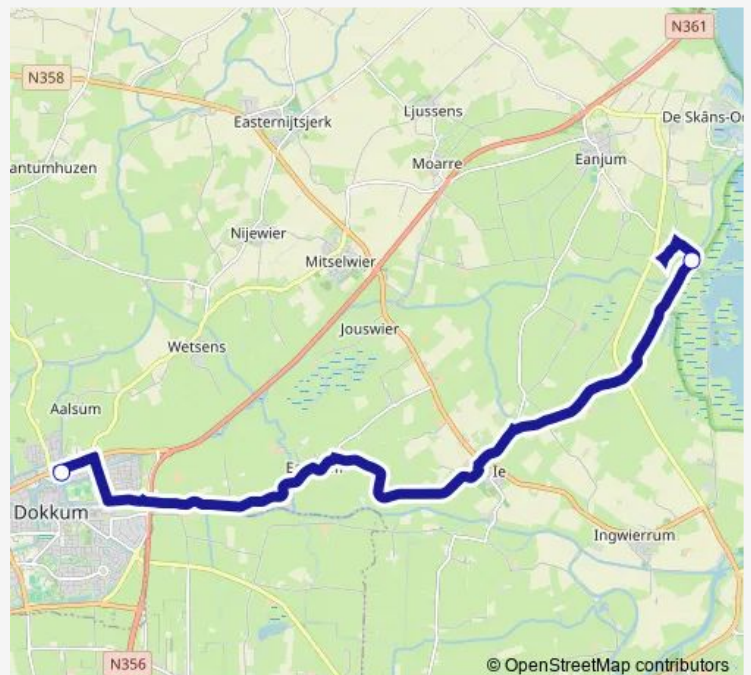 N361
N358
Ljussens
De Skâns-Oo
Easternijtsjerk
Moarre
Eanjum
antumhuzen
Nijewier
Mitselwier
Jouswier
Wetsens
Aalsum
Ie
Dokkum
Ingwierrum
N356
© OpenStreetMap contributors